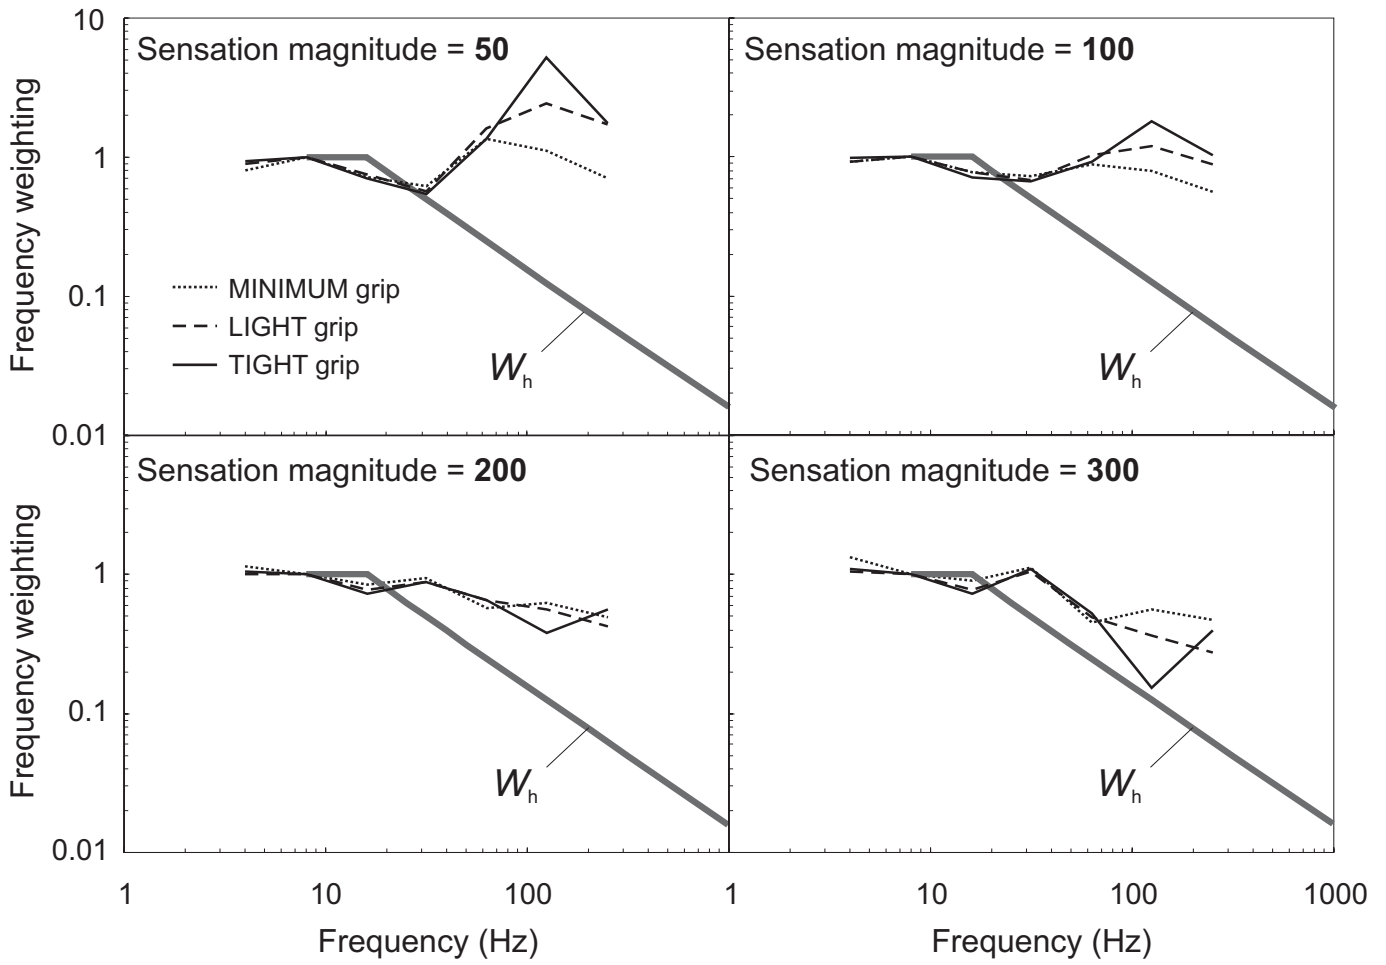 Sensation magnitude = 50
Sensation magnitude = 100
10
1
0.1
0.01
Frequency weighting
MINIMUM grip
LIGHT grip
TIGHT grip
Wh
Wh
Sensation magnitude = 200
Sensation magnitude = 300
1
0.1
0.01
Frequency weighting
Wh
Wh
1 10 100 1 10 100 1000
Frequency (Hz) Frequency (Hz)